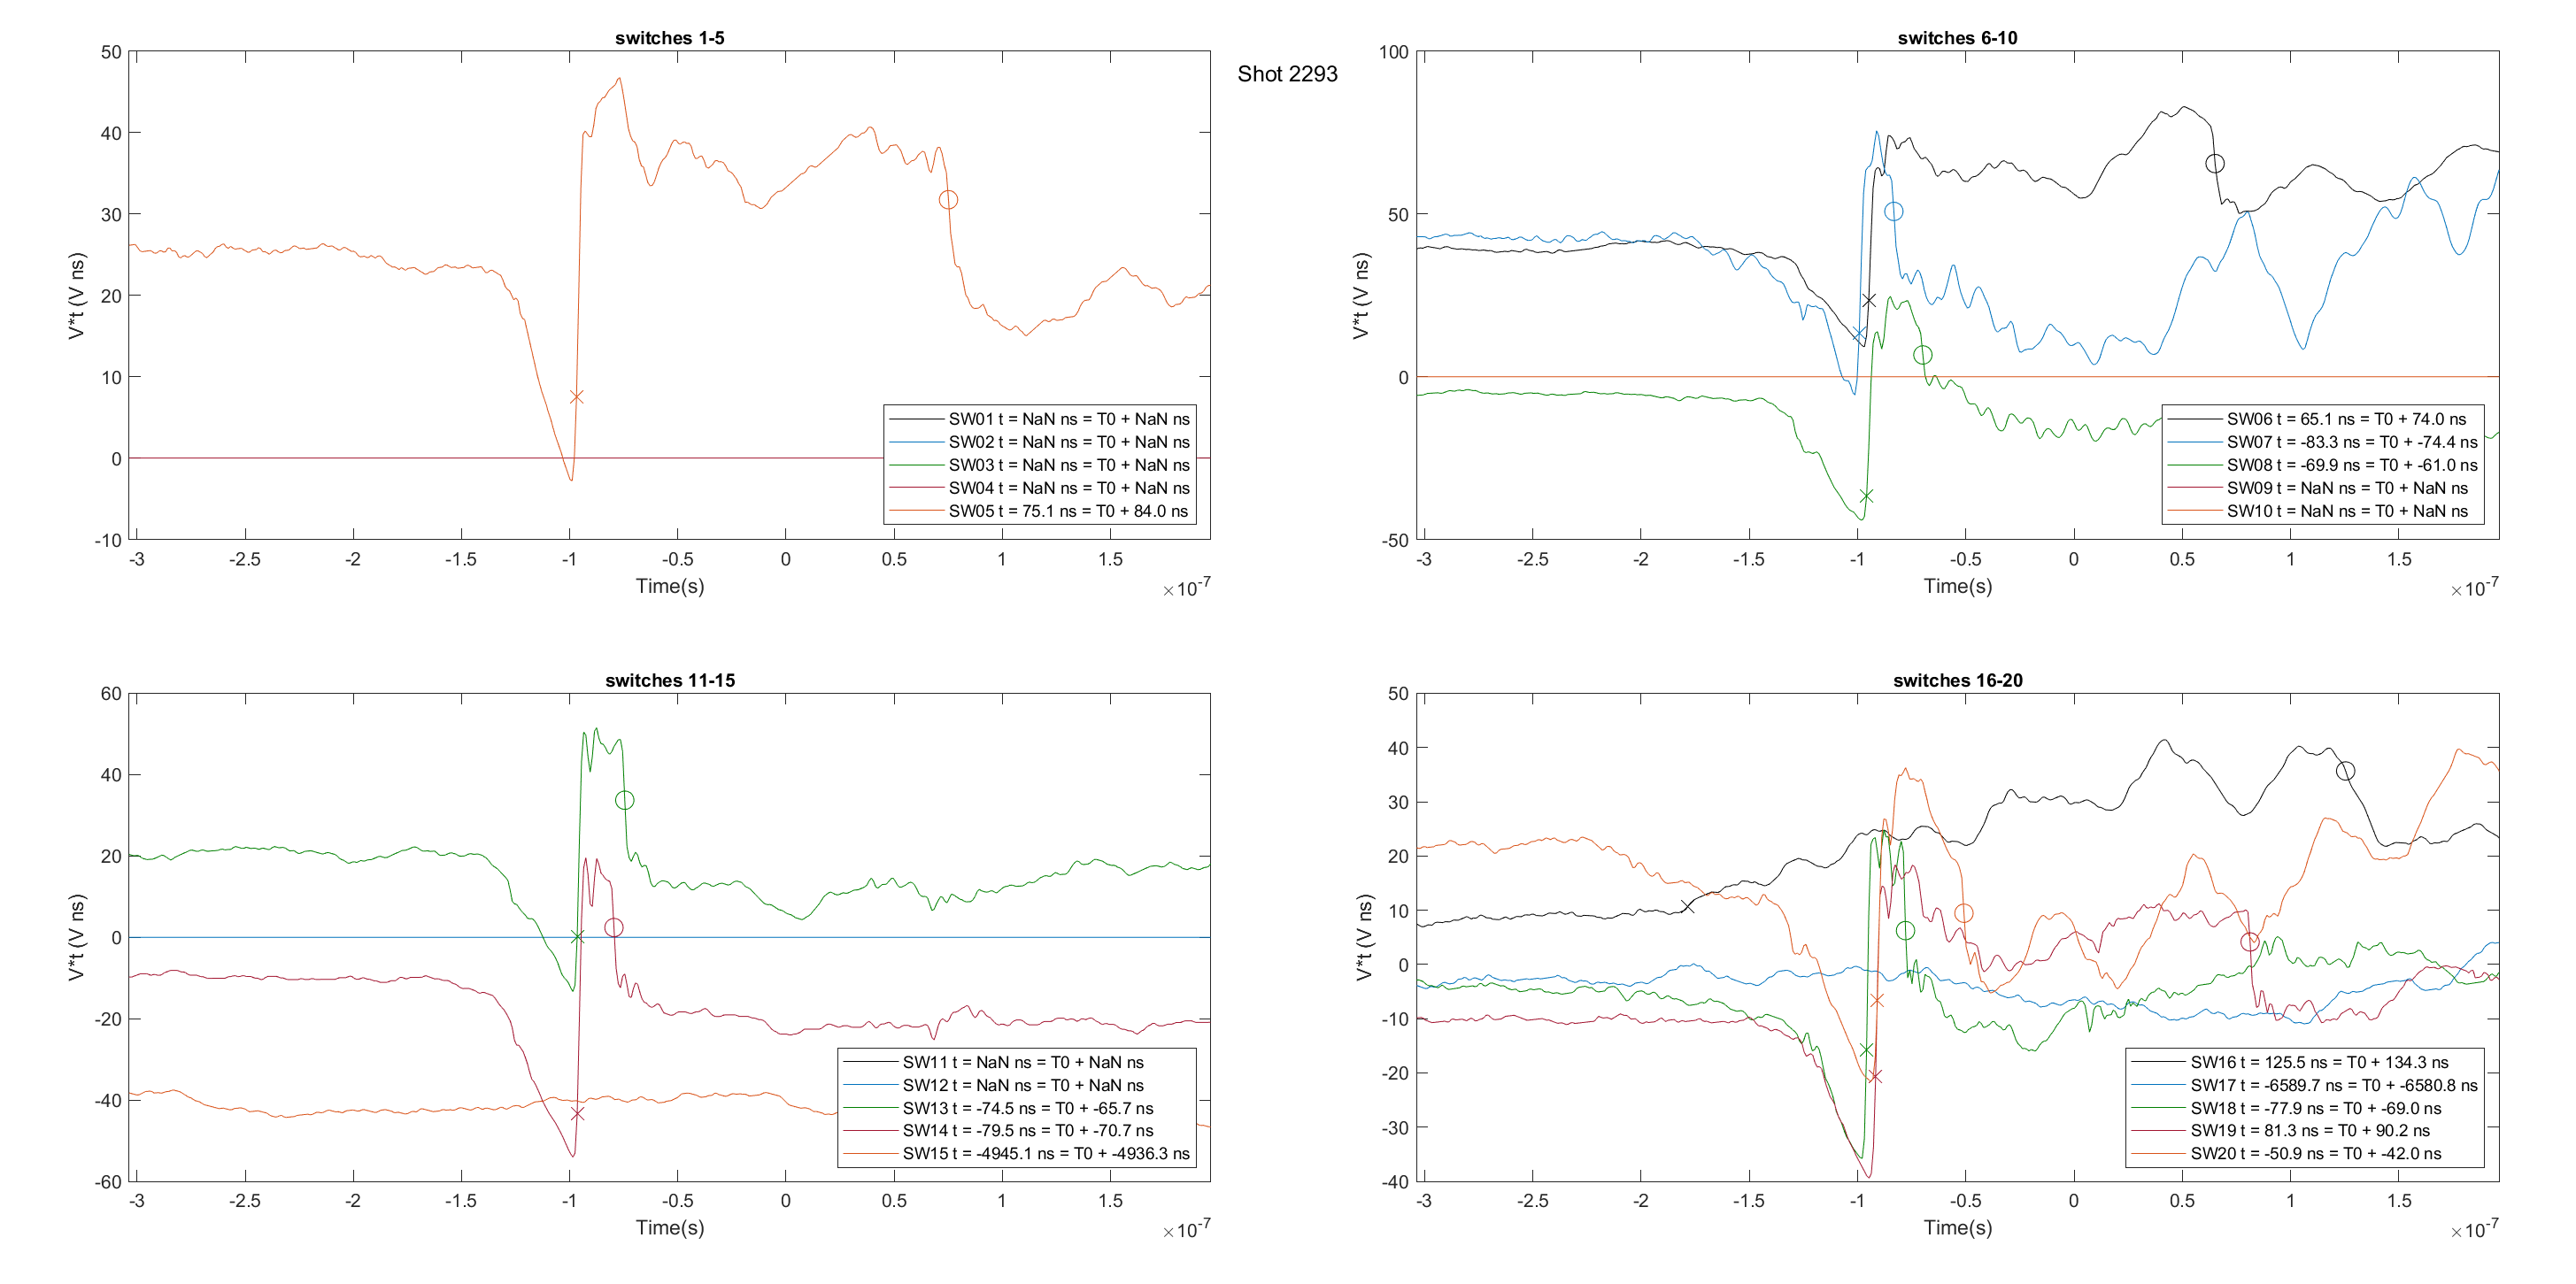 Shot 2293
switches 1-5
50
40
30
20
10
0
-10
V*t (V ns)
-3 -2.5 -2 -1.5 -1 -0.5 0 0.5 1 1.5
Time(s)
×10-7
SW01 t = NaN ns = T0 + NaN ns
SW02 t = NaN ns = T0 + NaN ns
SW03 t = NaN ns = T0 + NaN ns
SW04 t = NaN ns = T0 + NaN ns
SW05 t = 75.1 ns = T0 + 84.0 ns
switches 6-10
100
50
0
-50
V*t (V ns)
-3 -2.5 -2 -1.5 -1 -0.5 0 0.5 1 1.5
Time(s)
×10-7
SW06 t = 65.1 ns = T0 + 74.0 ns
SW07 t = -83.3 ns = T0 + -74.4 ns
SW08 t = -69.9 ns = T0 + -61.0 ns
SW09 t = NaN ns = T0 + NaN ns
SW10 t = NaN ns = T0 + NaN ns
switches 11-15
60
40
20
0
-20
-40
-60
V*t (V ns)
-3 -2.5 -2 -1.5 -1 -0.5 0 0.5 1 1.5
Time(s)
×10-7
SW11 t = NaN ns = T0 + NaN ns
SW12 t = NaN ns = T0 + NaN ns
SW13 t = -74.5 ns = T0 + -65.7 ns
SW14 t = -79.5 ns = T0 + -70.7 ns
SW15 t = -4945.1 ns = T0 + -4936.3 ns
switches 16-20
50
40
30
20
10
0
-10
-20
-30
-40
V*t (V ns)
-3 -2.5 -2 -1.5 -1 -0.5 0 0.5 1 1.5
Time(s)
×10-7
SW16 t = 125.5 ns = T0 + 134.3 ns
SW17 t = -6589.7 ns = T0 + -6580.8 ns
SW18 t = -77.9 ns = T0 + -69.0 ns
SW19 t = 81.3 ns = T0 + 90.2 ns
SW20 t = -50.9 ns = T0 + -42.0 ns